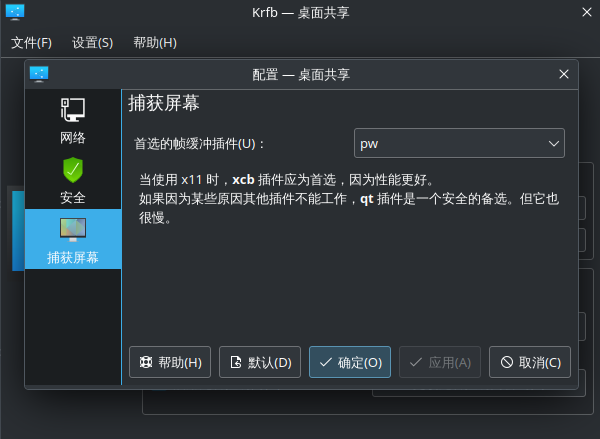 Krfb — 桌面共享
文件(F) 设置(S) 帮助(H)
配置 — 桌面共享
捕获屏幕
网络
安全
捕获屏幕
首选的帧缓冲插件(U)：
pw
当使用 x11 时，xcb 插件应为首选，因为性能更好。
如果因为某些原因其他插件不能工作，qt 插件是一个安全的备选。但它也
很慢。
帮助(H) 默认(D) 确定(O) 应用(A) 取消(C)